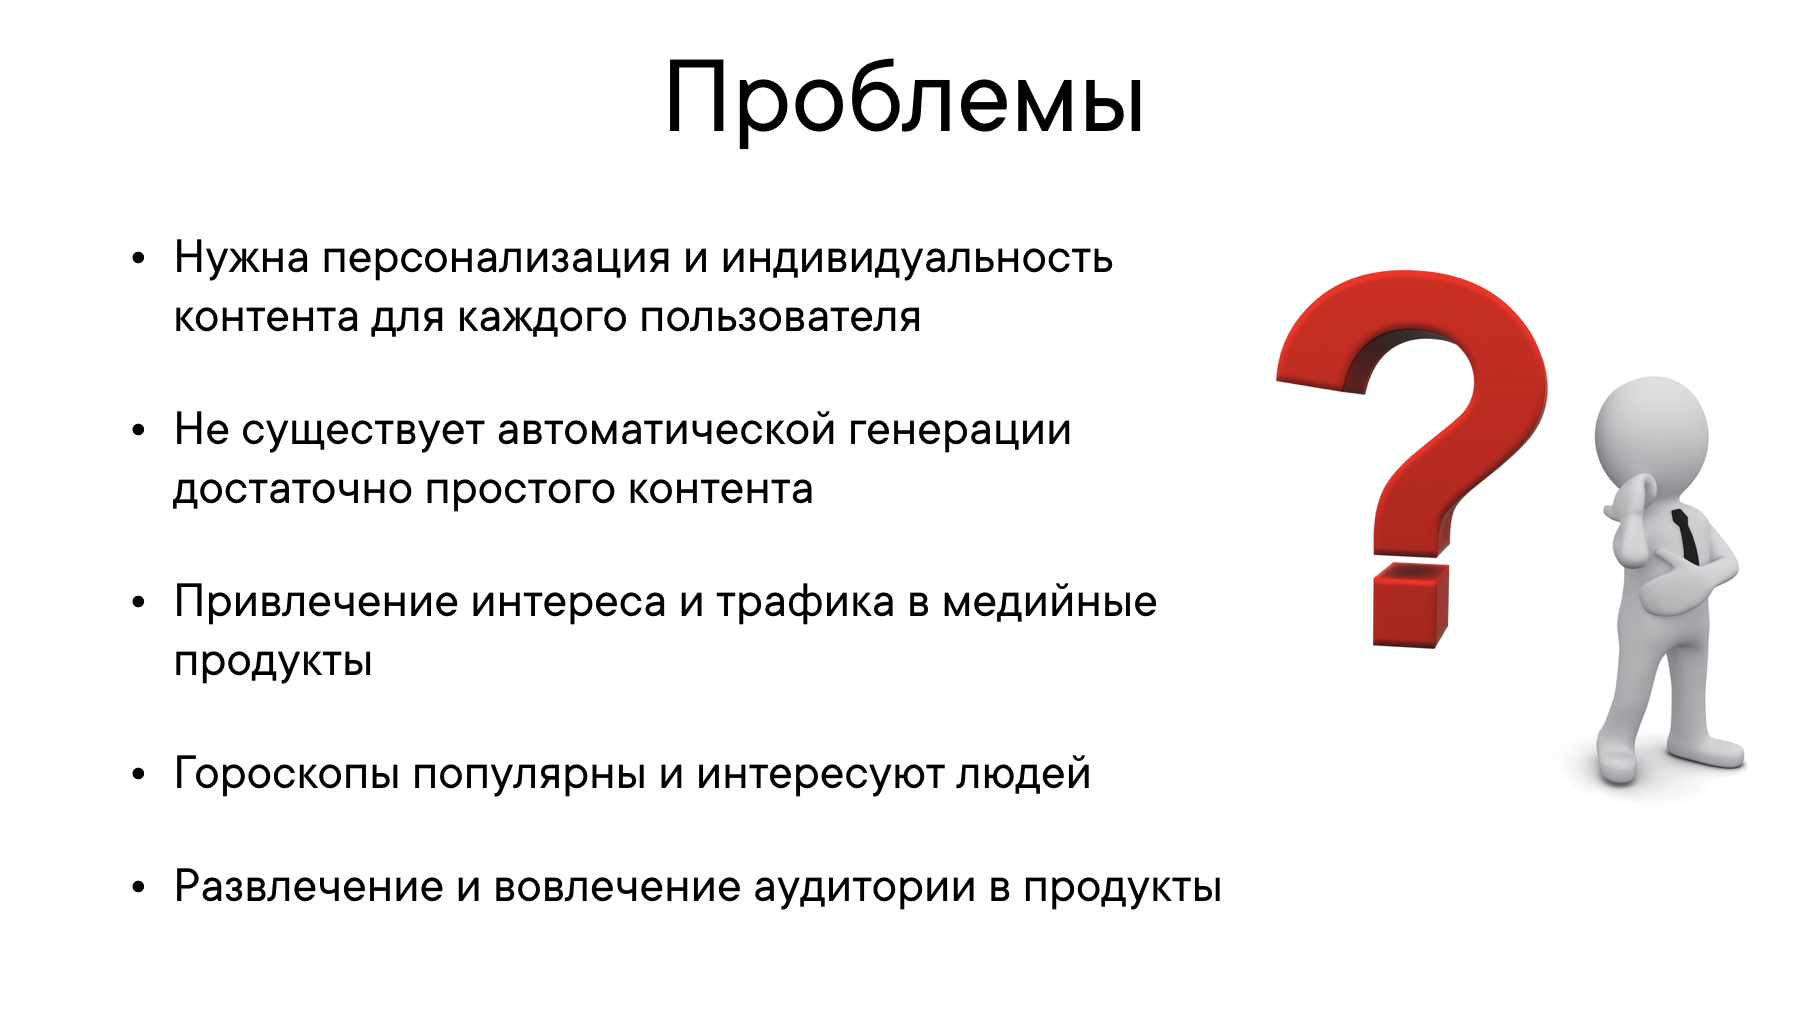 Проблемы
• Нужна персонализация и индивидуальность
контента для каждого пользователя
• Не существует автоматической генерации
достаточно простого контента
• Привлечение интереса и трафика в медийные
продукты
• Гороскопы популярны и интересуют людей
• Развлечение и вовлечение аудитории в продукты